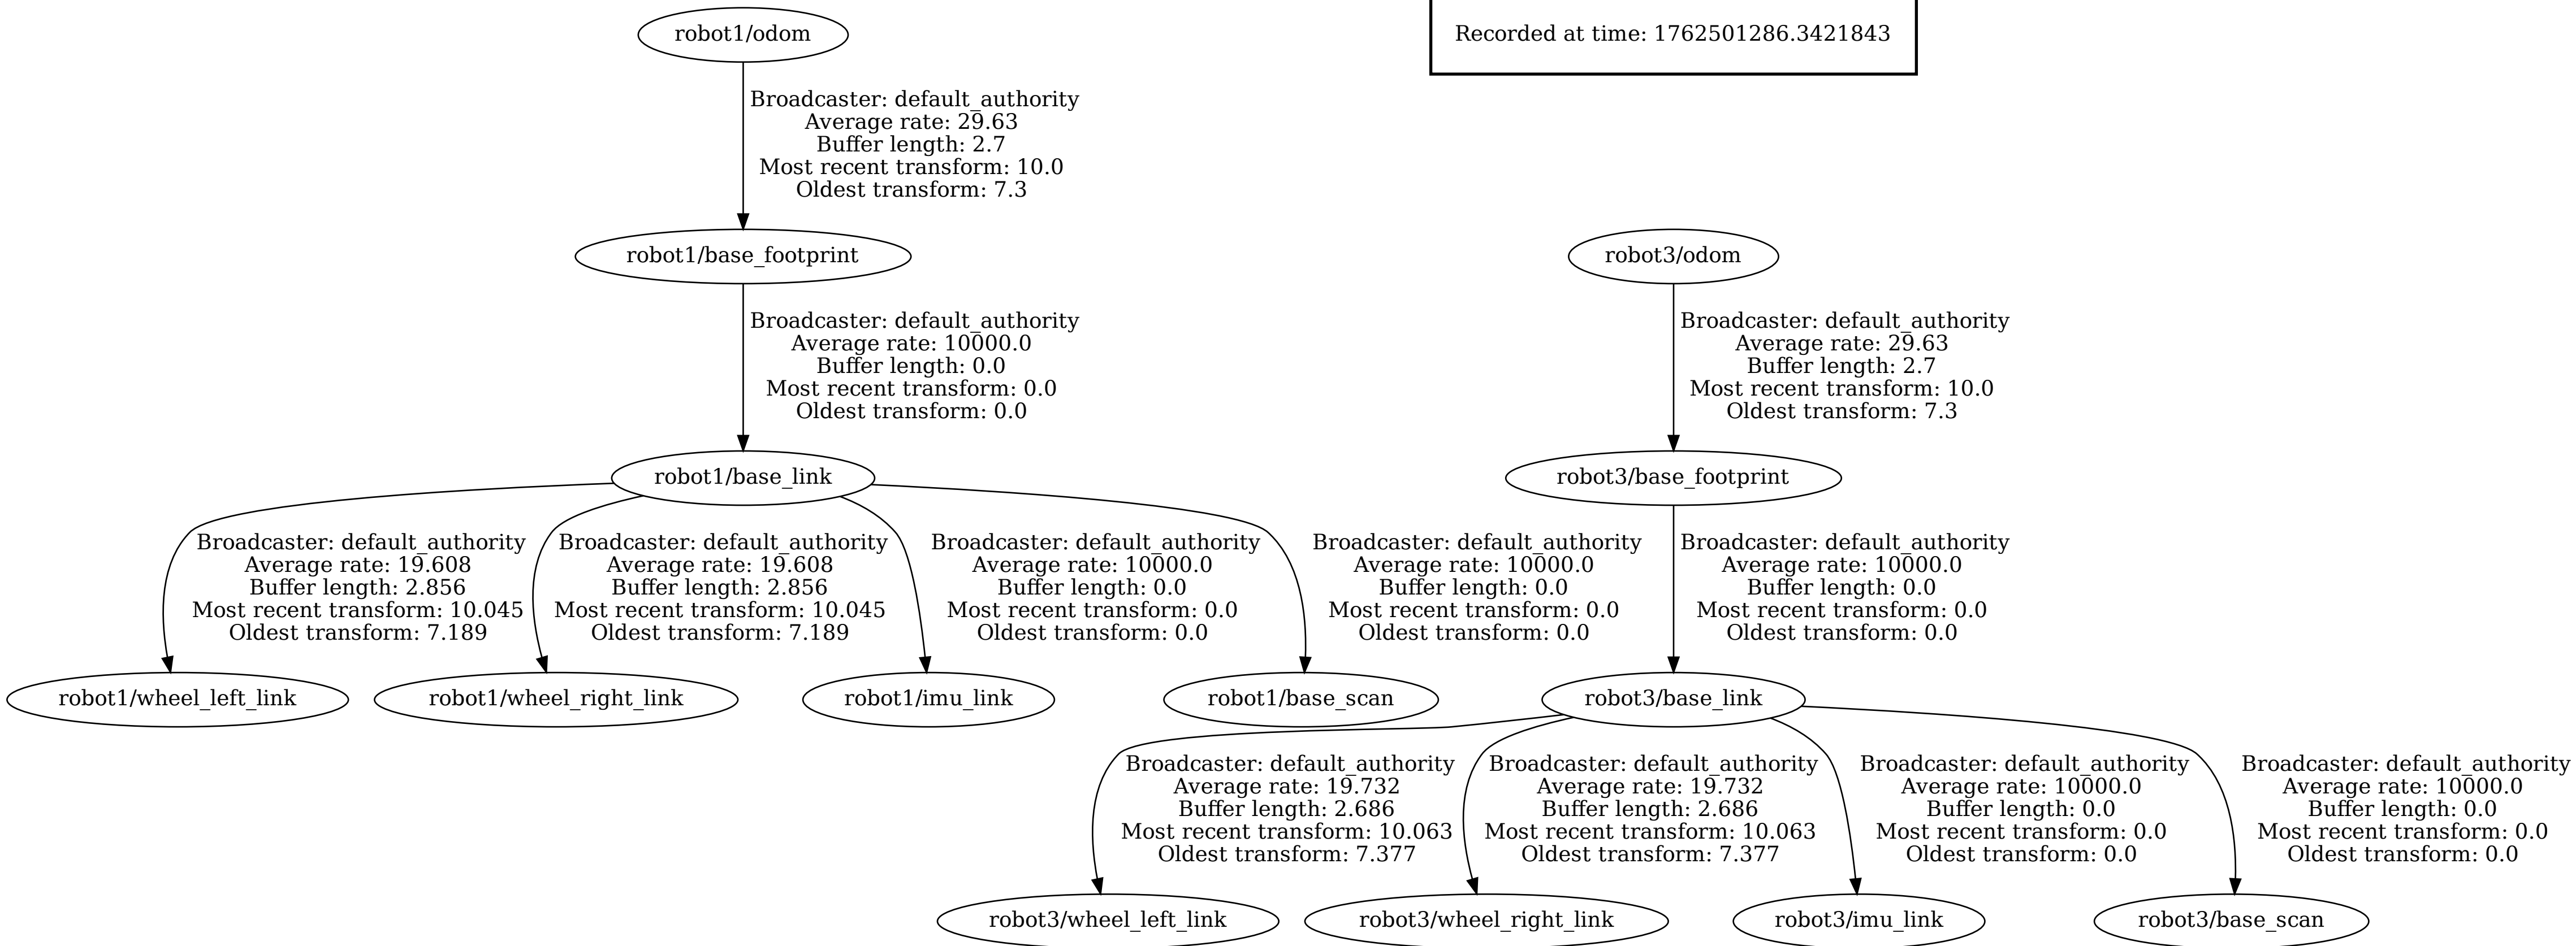 robot1/odom
Recorded at time: 1762501286.3421843
Broadcaster: default_authority
Average rate: 29.63
Buffer length: 2.7
Most recent transform: 10.0
Oldest transform: 7.3
robot1/base_footprint
robot3/odom
Broadcaster: default_authority
Average rate: 10000.0
Buffer length: 0.0
Most recent transform: 0.0
Oldest transform: 0.0
Broadcaster: default_authority
Average rate: 29.63
Buffer length: 2.7
Most recent transform: 10.0
Oldest transform: 7.3
robot1/base_link
robot3/base_footprint
Broadcaster: default_authority
Average rate: 19.608
Buffer length: 2.856
Most recent transform: 10.045
Oldest transform: 7.189
Broadcaster: default_authority
Average rate: 19.608
Buffer length: 2.856
Most recent transform: 10.045
Oldest transform: 7.189
Broadcaster: default_authority
Average rate: 10000.0
Buffer length: 0.0
Most recent transform: 0.0
Oldest transform: 0.0
Broadcaster: default_authority
Average rate: 10000.0
Buffer length: 0.0
Most recent transform: 0.0
Oldest transform: 0.0
Broadcaster: default_authority
Average rate: 10000.0
Buffer length: 0.0
Most recent transform: 0.0
Oldest transform: 0.0
robot1/wheel_left_link
robot1/wheel_right_link
robot1/imu_link
robot1/base_scan
robot3/base_link
Broadcaster: default_authority
Average rate: 19.732
Buffer length: 2.686
Most recent transform: 10.063
Oldest transform: 7.377
Broadcaster: default_authority
Average rate: 19.732
Buffer length: 2.686
Most recent transform: 10.063
Oldest transform: 7.377
Broadcaster: default_authority
Average rate: 10000.0
Buffer length: 0.0
Most recent transform: 0.0
Oldest transform: 0.0
Broadcaster: default_authority
Average rate: 10000.0
Buffer length: 0.0
Most recent transform: 0.0
Oldest transform: 0.0
robot3/wheel_left_link
robot3/wheel_right_link
robot3/imu_link
robot3/base_scan